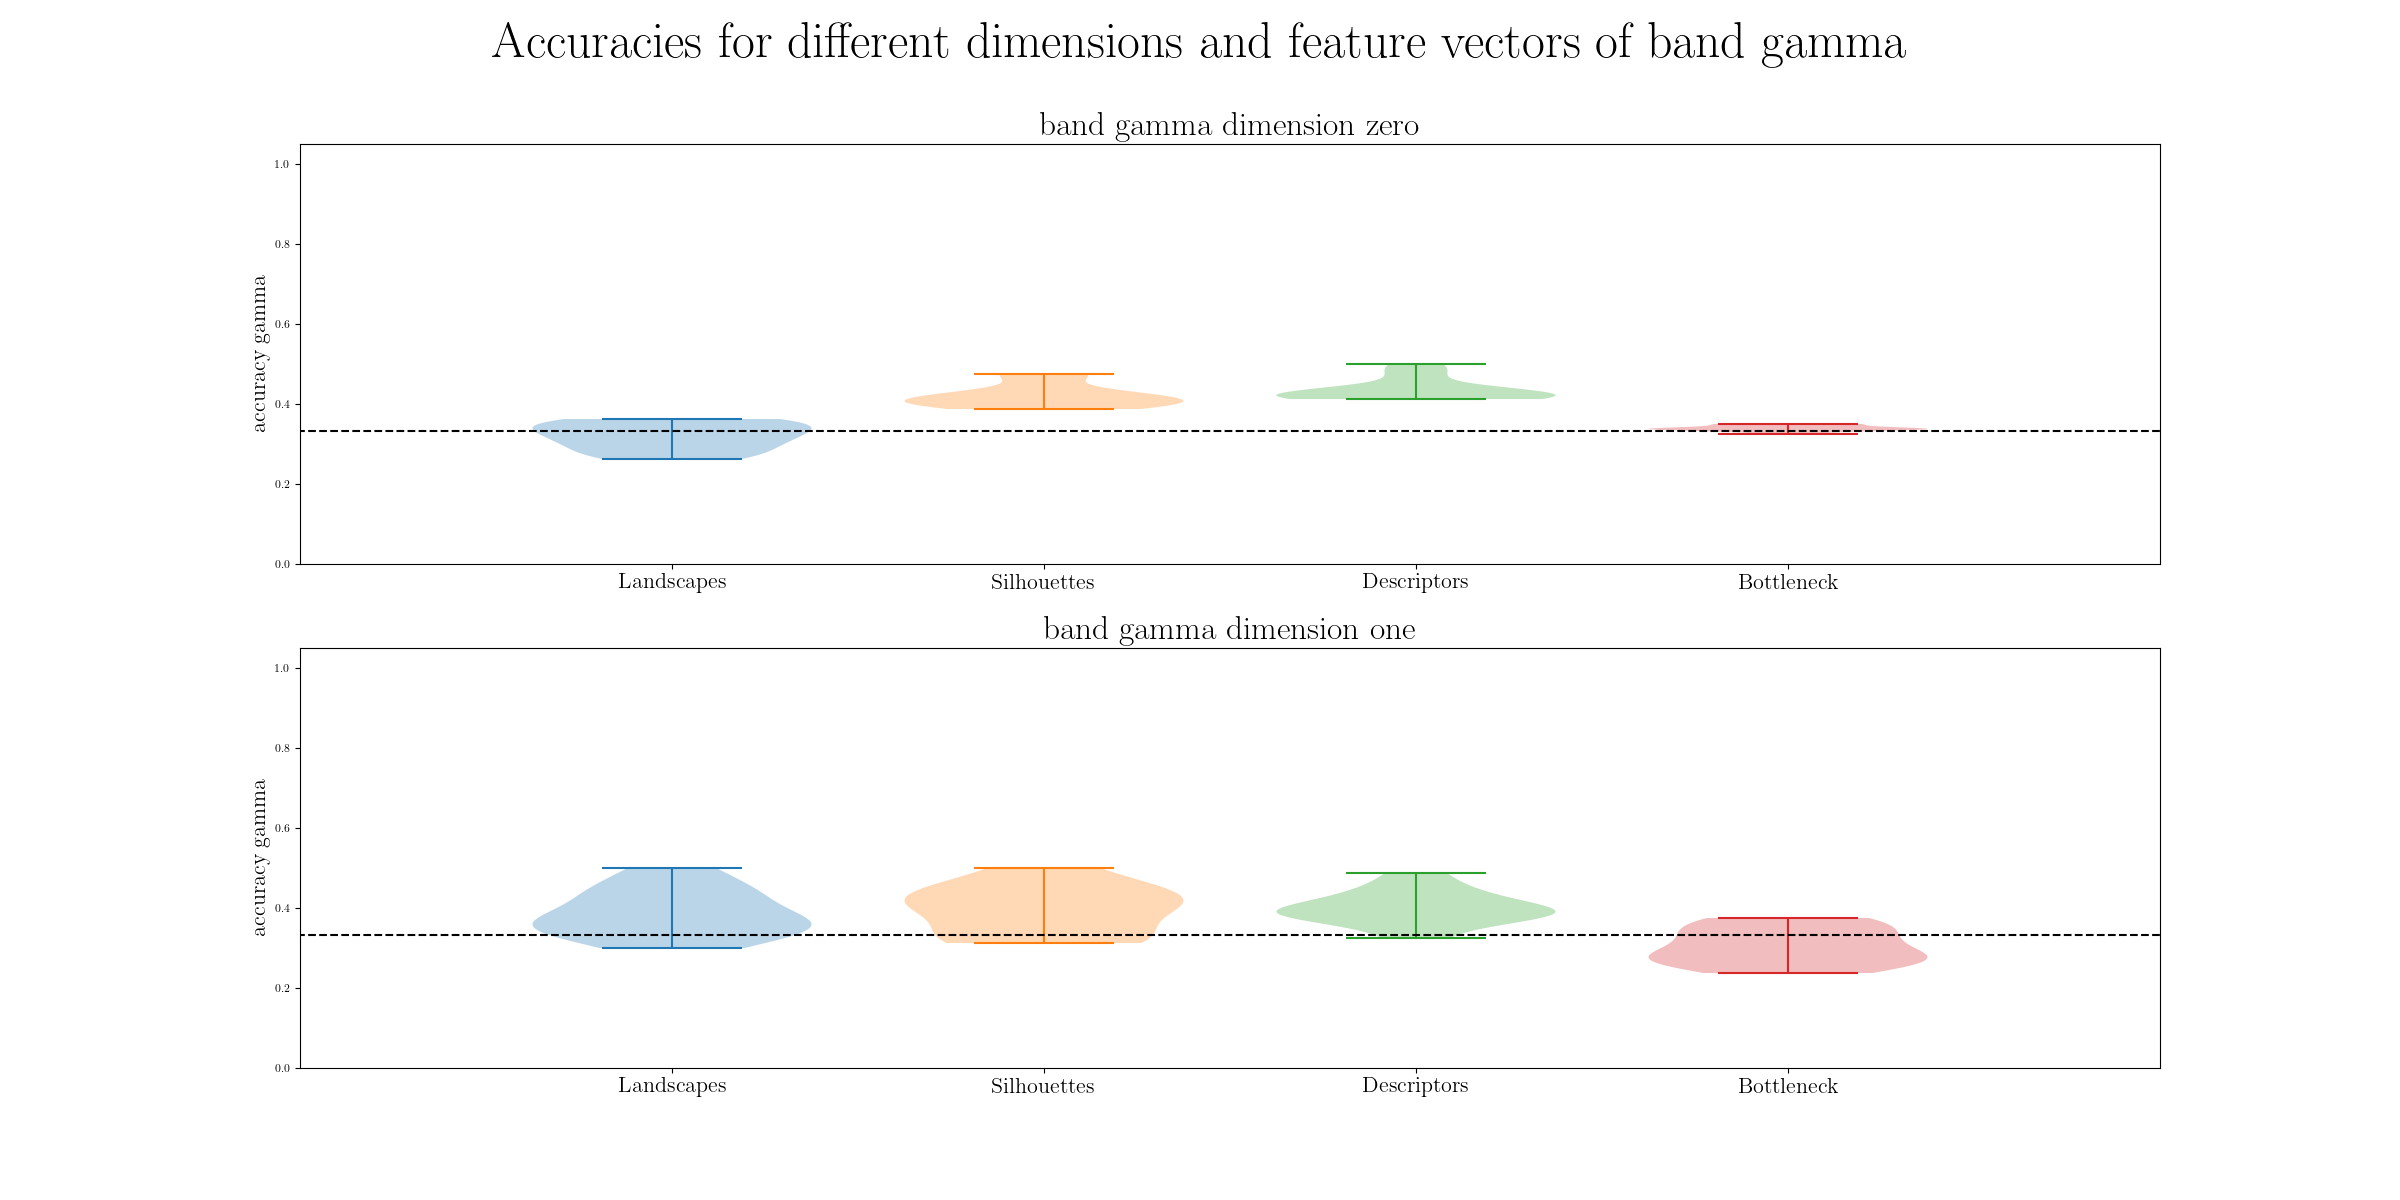 Accuracies for different dimensions and feature vectors of band gamma
band gamma dimension zero
1.0
0.8
0.6
0.4
0.2
0.0
accuracy gamma
Landscapes Silhouettes Descriptors Bottleneck
band gamma dimension one
1.0
0.8
0.6
0.4
0.2
0.0
accuracy gamma
Landscapes Silhouettes Descriptors Bottleneck